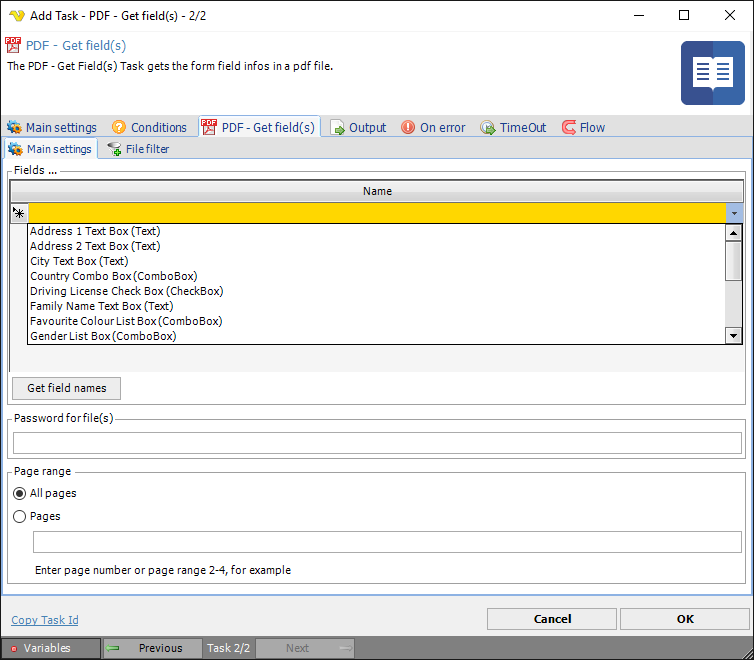 Add Task - PDF - Get field(s) - 2/2
PDF
PDF - Get field(s)
The PDF - Get Field(s) Task gets the form field infos in a pdf file.
Main settings
Conditions
PDF
PDF - Get field(s)
Output
On error
TimeOut
Flow
Main settings
File filter
Fields ...
Name
Address 1 Text Box (Text)
Address 2 Text Box (Text)
City Text Box (Text)
Country Combo Box (ComboBox)
Driving License Check Box (CheckBox)
Family Name Text Box (Text)
Favourite Colour List Box (ComboBox)
Gender List Box (ComboBox)
Get field names
Password for file(s)
Page range
All pages
Pages
Enter page number or page range 2-4, for example
Copy Task Id
Cancel
OK
Variables
Previous
Task 2/2
Next